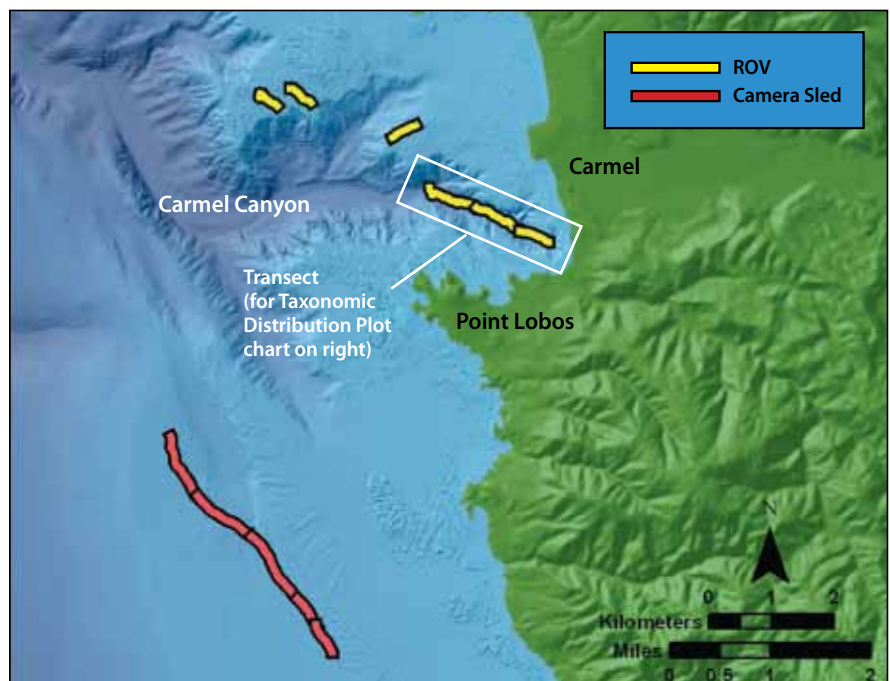 ROV
Camera Sled
Carmel
Carmel Canyon
Transect
(for Taxonomic
Distribution Plot
chart on right)
Point Lobos
N
0 1 2
Kilometers
Miles
0 0.5 1 2